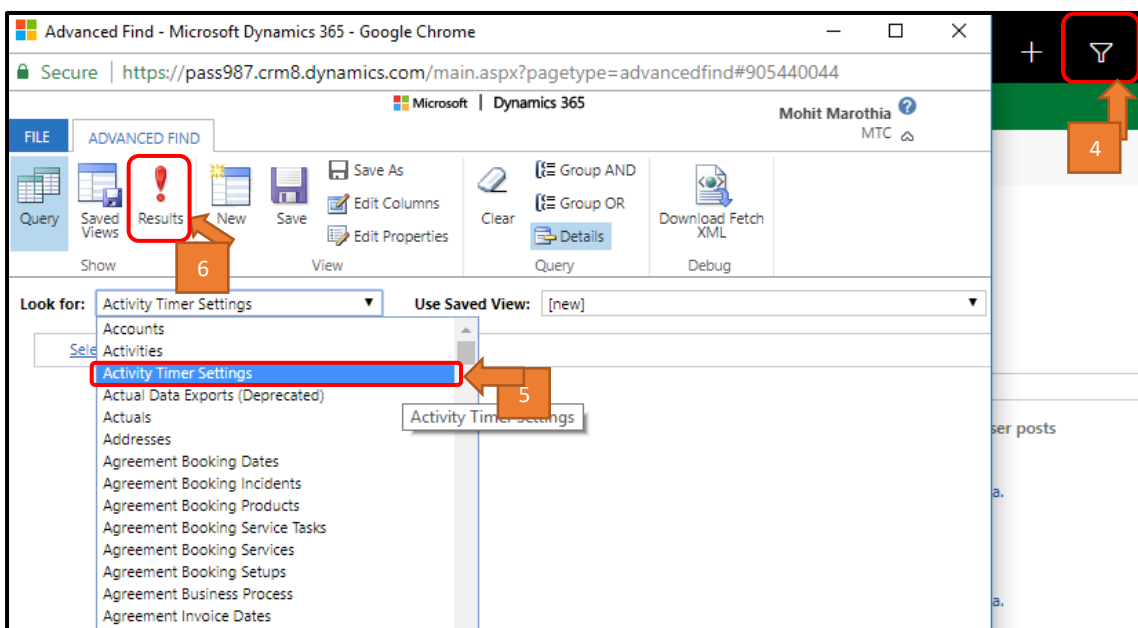 Advanced Find - Microsoft Dynamics 365 - Google Chrome
Secure | https://pass987.crm8.dynamics.com/main.aspx?pagetype=advancedfind#905440044
Microsoft | Dynamics 365
Mohit Marothia
MTC
4
FILE ADVANCED FIND
Query
Saved Views
Results
New
Save
Save As
Edit Columns
Edit Properties
Clear
Group AND
Group OR
Details
Download Fetch
XML
Show
View
Query
Debug
6
Look for: Activity Timer Settings
Use Saved View: [new]
Sele
Accounts
Activities
Activity Timer Settings
Actual Data Exports (Deprecated)
Actuals
Addresses
Agreement Booking Dates
Agreement Booking Incidents
Agreement Booking Products
Agreement Booking Service Tasks
Agreement Booking Services
Agreement Booking Setups
Agreement Business Process
Agreement Invoice Dates
5
Activity Timer Settings
ser posts
a.
a.